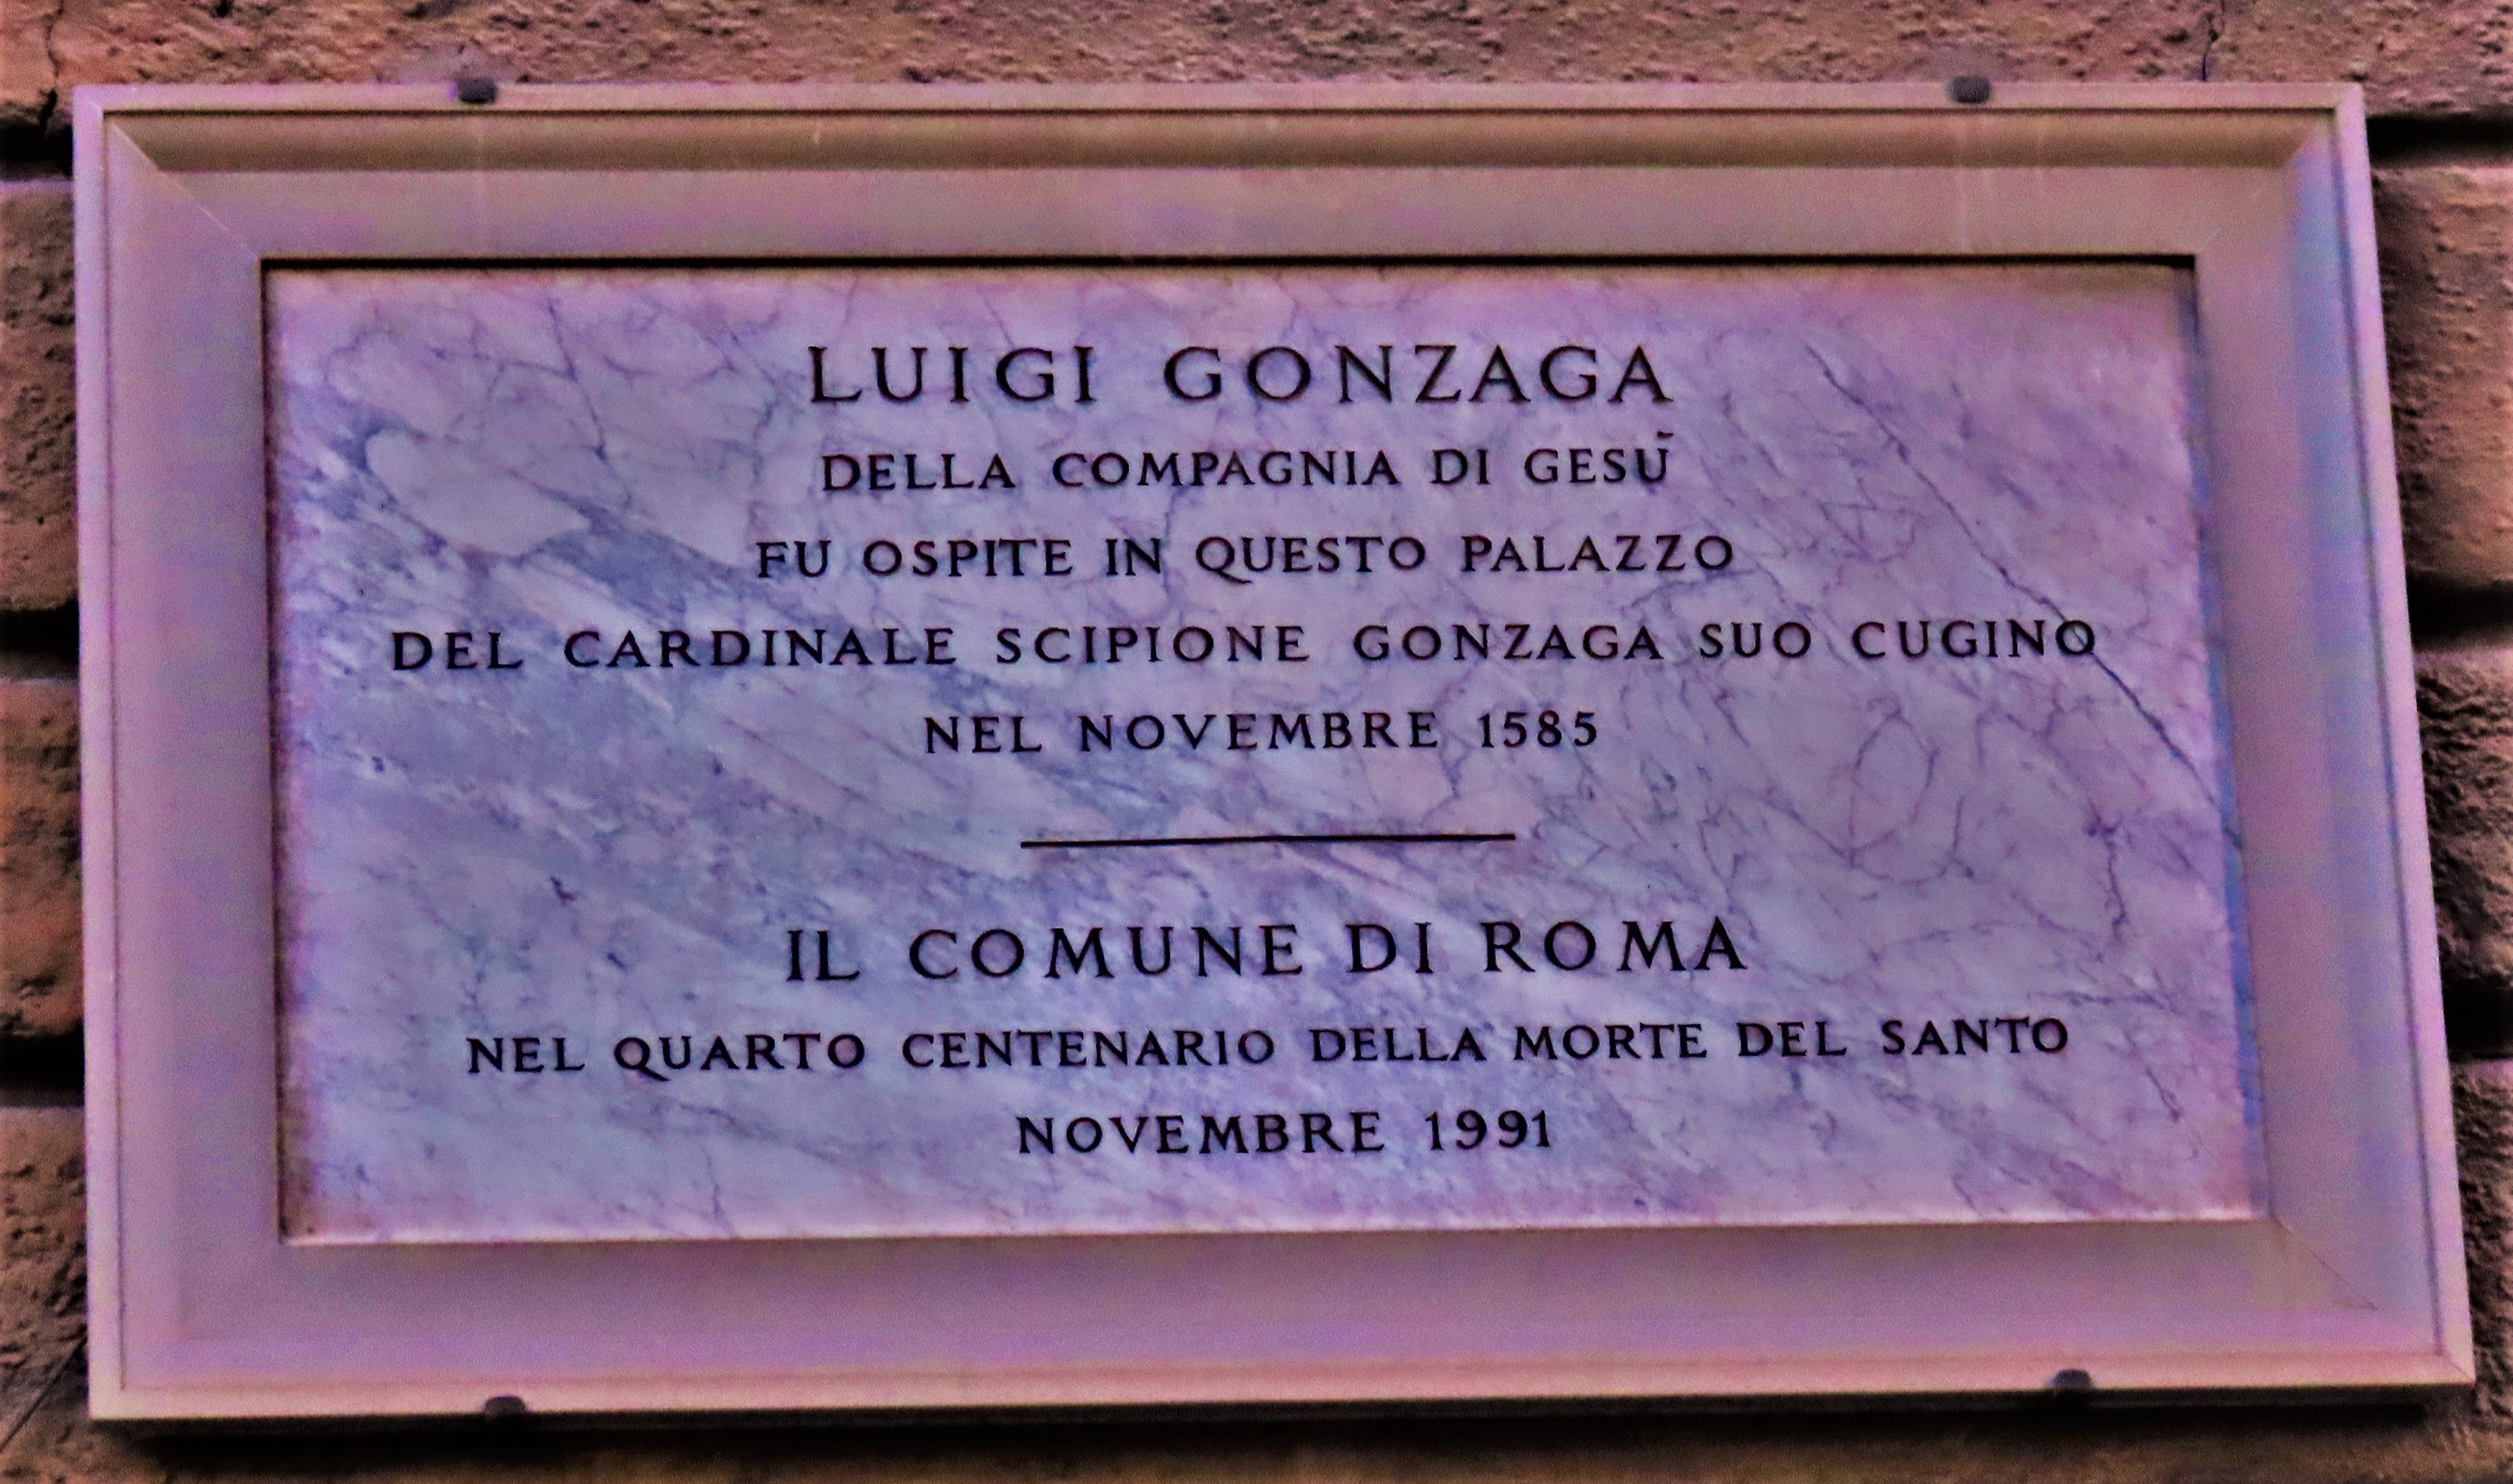 LUIGI GONZAGA
DELLA COMPAGNIA DI GESÙ
FU OSPITE IN QUESTO PALAZZO
DEL CARDINALE SCIPIONE GONZAGA SUO CUGINO
NEL NOVEMBRE 1585
IL COMUNE DI ROMA
NEL QUARTO CENTENARIO DELLA MORTE DEL SANTO
NOVEMBRE 1991